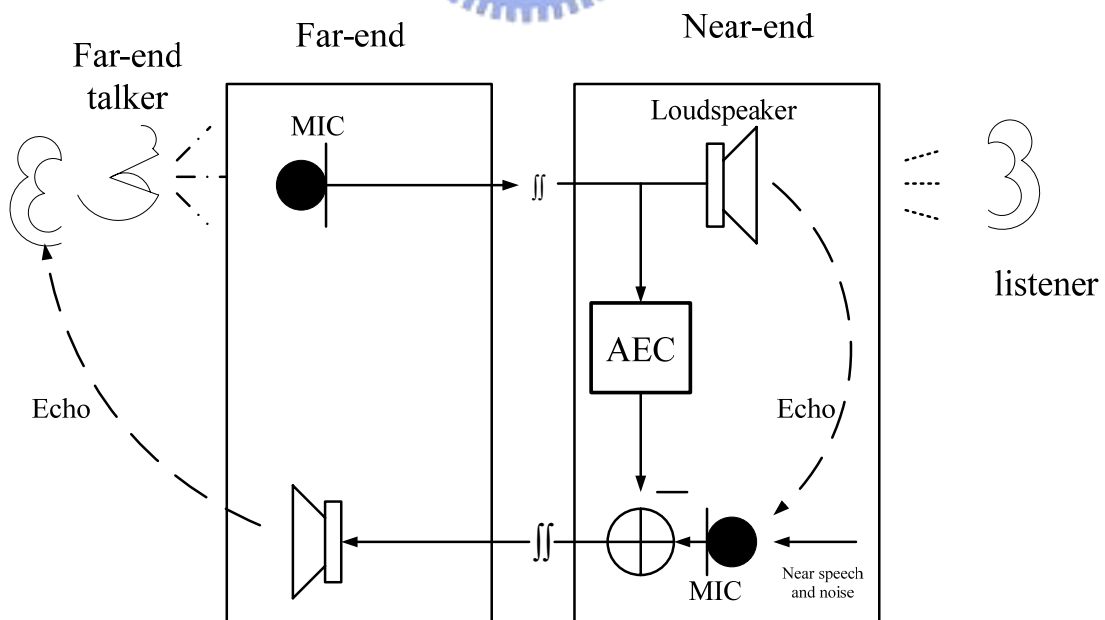 Far-end
Near-end
Far-end
talker
MIC
Loudspeaker
listener
AEC
Echo
Echo
MIC
Near speech
and noise